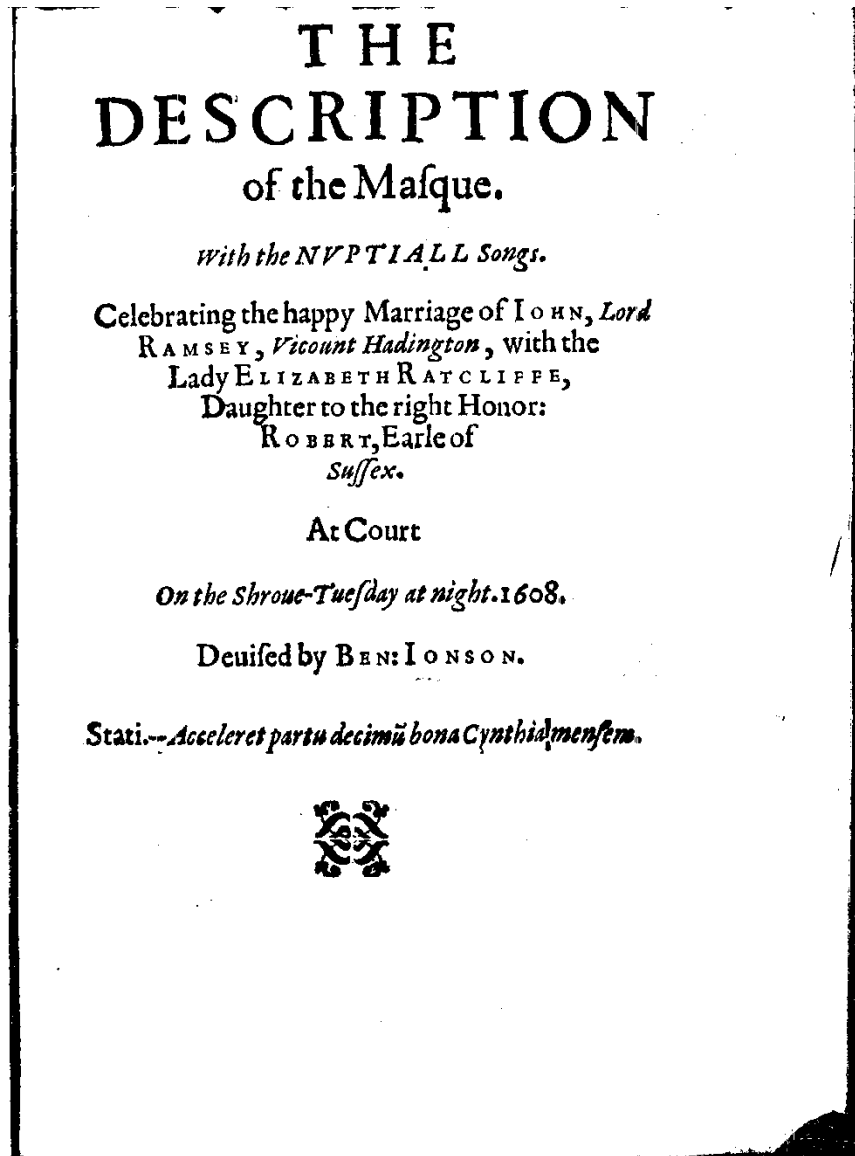 THE
DESCRIPTION
of the Maſque.
With the NVPTIALL Songs.
Celebrating the happy Marriage of IOHN, Lord
RAMSEY, Vicount Hadington, with the
Lady ELIZABETH RATCLIFFE,
Daughter to the right Honor:
ROBERT, Earle of
Suſſex.
At Court
On the Shroue-Tueſday at night. 1608.
Deuiſed by BEN: IONSON.
Stati.--Acceleret partu decimũ bona Cynthia menſem.